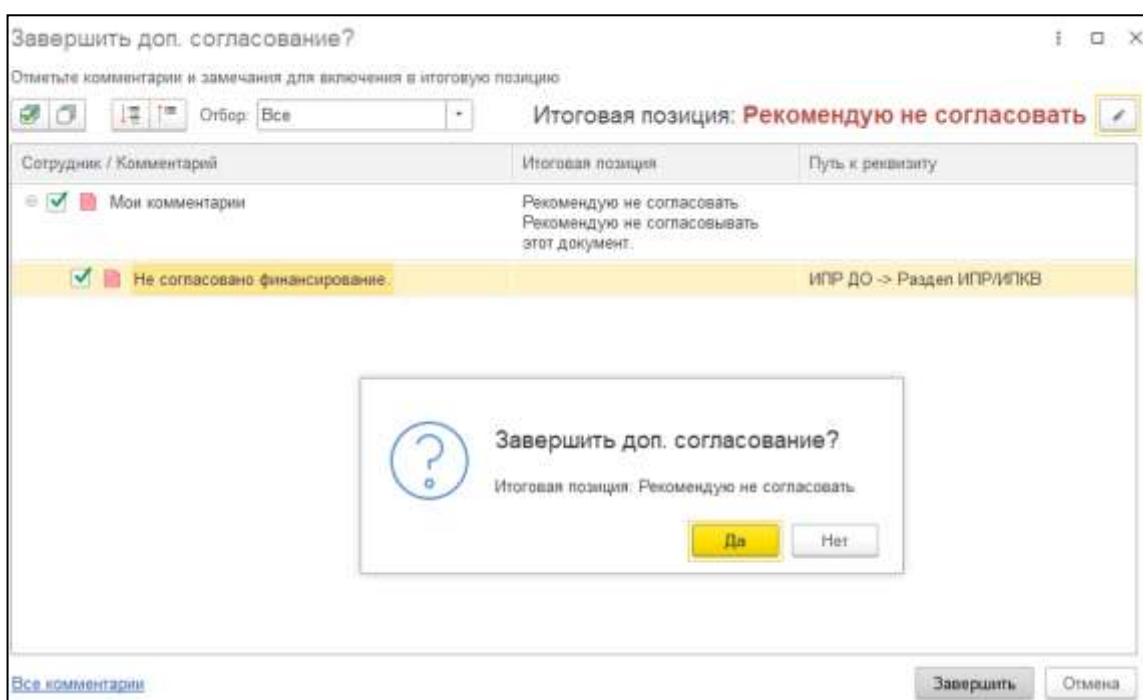 Завершить доп. согласование?
Отметьте комментарии и замечания для включения в итоговую позицию
Отбор: Все
Итоговая позиция: Рекомендую не согласовать
Сотрудник / Комментарий Итоговая позиция Путь к реквизиту
Мои комментарии
Рекомендую не согласовать
Рекомендую не согласовывать
этот документ.
Не согласовано финансирование. ИПР ДО -> Раздел ИПР/ИПКВ
Завершить доп. согласование?
Итоговая позиция: Рекомендую не согласовать
Да Нет
Все комментарии Завершить Отмена